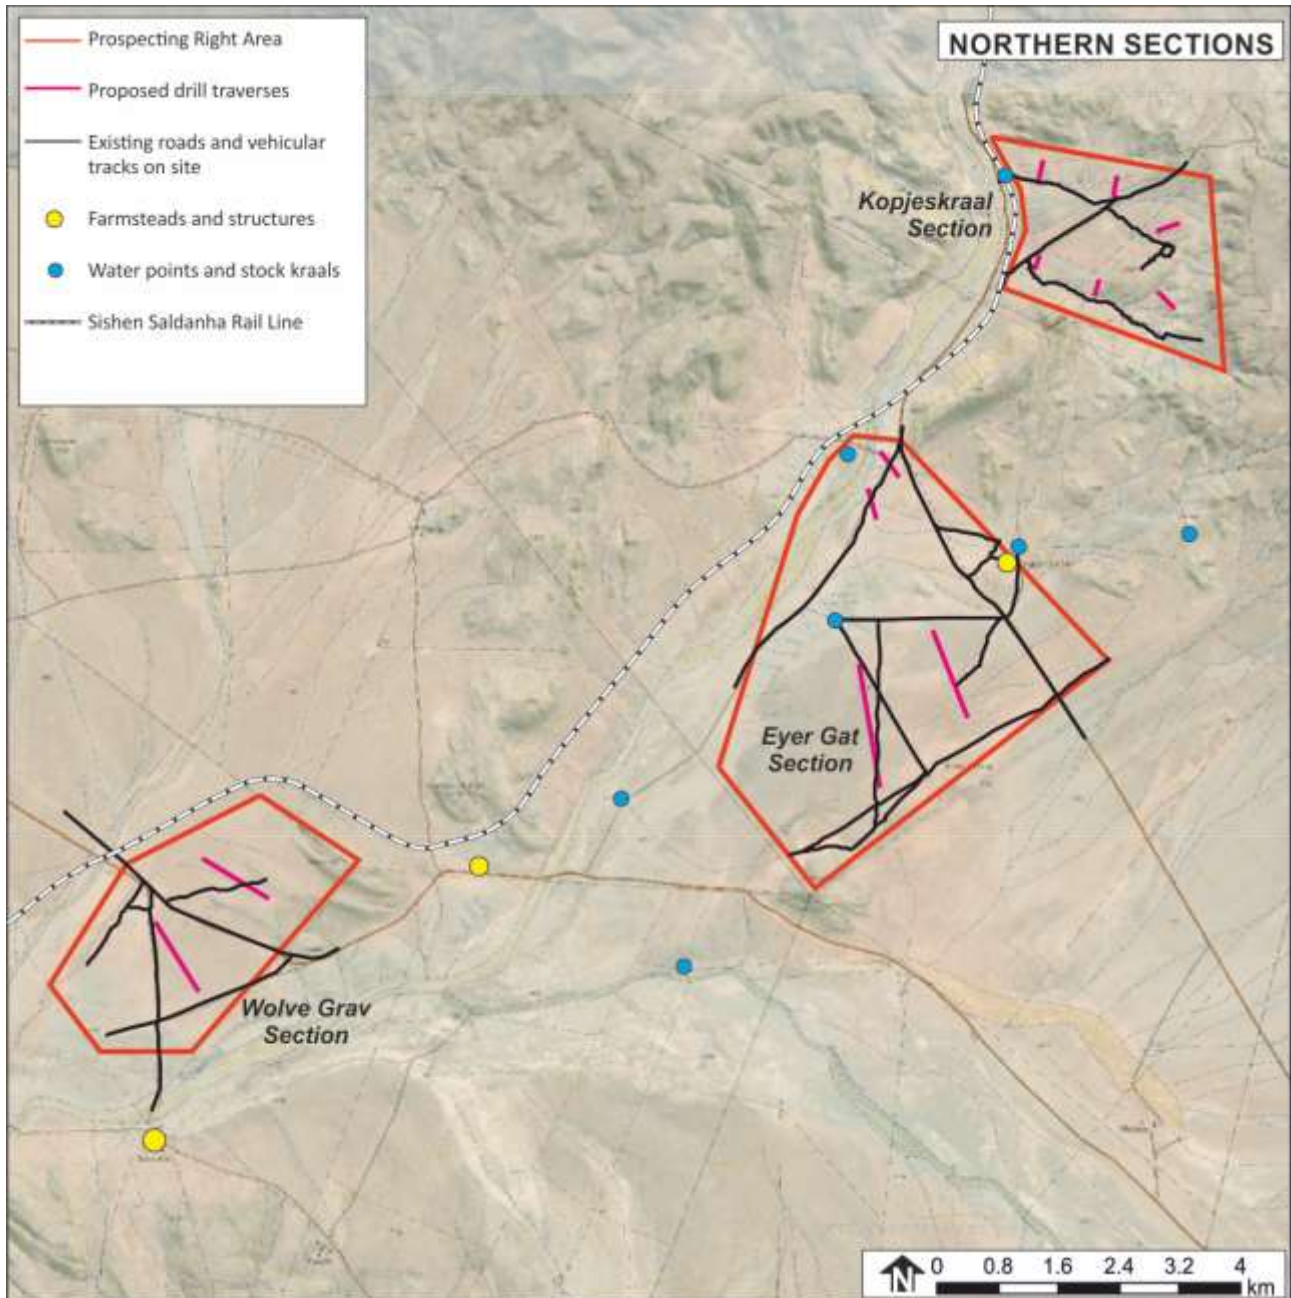 Prospecting Right Area
NORTHERN SECTIONS
Proposed drill traverses
Existing roads and vehicular
tracks on site
Farmsteads and structures
Water points and stock kraals
Sishen Saldanha Rail Line
Kopjeskraal
Section
Eyer Gat
Section
Wolve Grav
Section
N
0 0.8 1.6 2.4 3.2 4
km